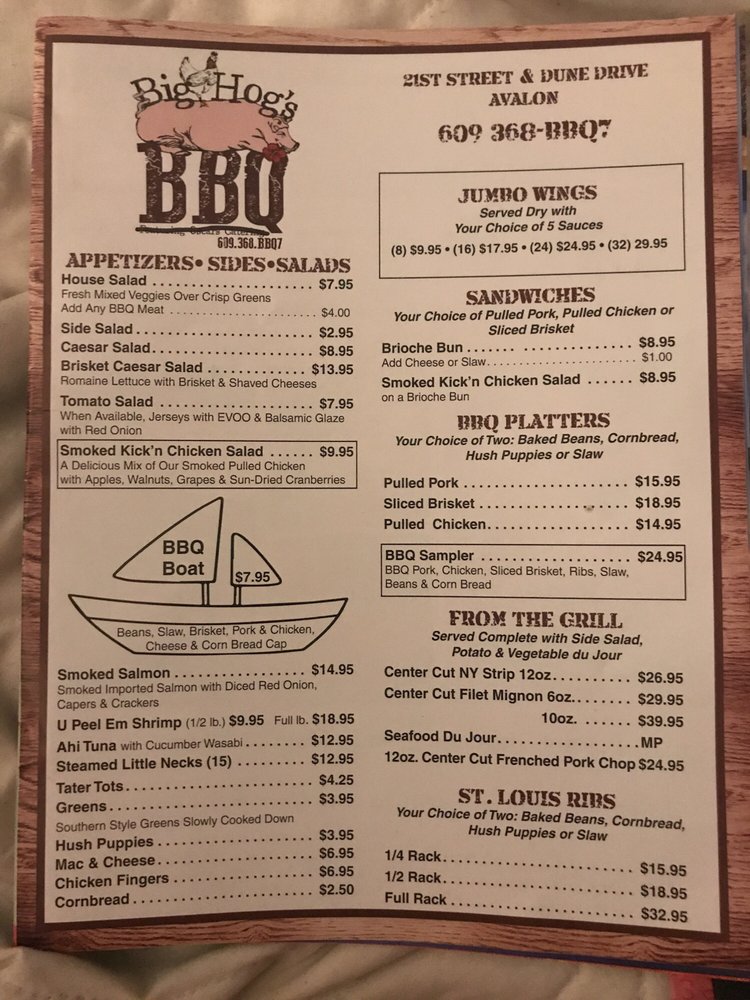 Big Hog's
BBQ
609.368.BBQ7
APPETIZERS• SIDES•SALADS
House Salad . . . . . . . . . . . . . . . . . . . . $7.95
Fresh Mixed Veggies Over Crisp Greens
Add Any BBQ Meat . . . . . . . . . . . . . . . . . . . . . $4.00
Side Salad . . . . . . . . . . . . . . . . . . . . . . $2.95
Caesar Salad. . . . . . . . . . . . . . . . . . . . $8.95
Brisket Caesar Salad . . . . . . . . . . . . . $13.95
Romaine Lettuce with Brisket & Shaved Cheeses
Tomato Salad . . . . . . . . . . . . . . . . . . . $7.95
When Available, Jerseys with EVOO & Balsamic Glaze
with Red Onion
Smoked Kick'n Chicken Salad . . . . . . $9.95
A Delicious Mix of Our Smoked Pulled Chicken
with Apples, Walnuts, Grapes & Sun-Dried Cranberries
BBQ
Boat
$7.95
Beans, Slaw, Brisket, Pork & Chicken,
Cheese & Corn Bread Cap
Smoked Salmon . . . . . . . . . . . . . . . . . $14.95
Smoked Imported Salmon with Diced Red Onion,
Capers & Crackers
U Peel Em Shrimp (1/2 lb.) $9.95 Full lb. $18.95
Ahi Tuna with Cucumber Wasabi . . . . . . . . $12.95
Steamed Little Necks (15) . . . . . . . . . $12.95
Tater Tots. . . . . . . . . . . . . . . . . . . . . . $4.25
Greens. . . . . . . . . . . . . . . . . . . . . . . . $3.95
Southern Style Greens Slowly Cooked Down
Hush Puppies . . . . . . . . . . . . . . . . . . $3.95
Mac & Cheese. . . . . . . . . . . . . . . . . . $6.95
Chicken Fingers . . . . . . . . . . . . . . . . $6.95
Cornbread . . . . . . . . . . . . . . . . . . . . . $2.50
21ST STREET & DUNE DRIVE
AVALON
609 368-BBQ7
JUMBO WINGS
Served Dry with
Your Choice of 5 Sauces
(8) $9.95 • (16) $17.95 • (24) $24.95 • (32) 29.95
SANDWICHES
Your Choice of Pulled Pork, Pulled Chicken or
Sliced Brisket
Brioche Bun . . . . . . . . . . . . . . . . . . . . . $8.95
Add Cheese or Slaw. . . . . . . . . . . . . . . . . . . . . $1.00
Smoked Kick'n Chicken Salad . . . . . . $8.95
on a Brioche Bun
BBQ PLATTERS
Your Choice of Two: Baked Beans, Cornbread,
Hush Puppies or Slaw
Pulled Pork . . . . . . . . . . . . . . . . . . . . $15.95
Sliced Brisket . . . . . . . . . . . . . . . . . . $18.95
Pulled Chicken. . . . . . . . . . . . . . . . . . $14.95
BBQ Sampler . . . . . . . . . . . . . . . . . . $24.95
BBQ Pork, Chicken, Sliced Brisket, Ribs, Slaw,
Beans & Corn Bread
FROM THE GRILL
Served Complete with Side Salad,
Potato & Vegetable du Jour
Center Cut NY Strip 12oz. . . . . . . . . . $26.95
Center Cut Filet Mignon 6oz. . . . . . . . $29.95
10oz. . . . . . . $39.95
Seafood Du Jour. . . . . . . . . . . . . . . . . MP
12oz. Center Cut Frenched Pork Chop $24.95
ST. LOUIS RIBS
Your Choice of Two: Baked Beans, Cornbread,
Hush Puppies or Slaw
1/4 Rack. . . . . . . . . . . . . . . . . . . . . . . $15.95
1/2 Rack. . . . . . . . . . . . . . . . . . . . . . . $18.95
Full Rack . . . . . . . . . . . . . . . . . . . . . . $32.95